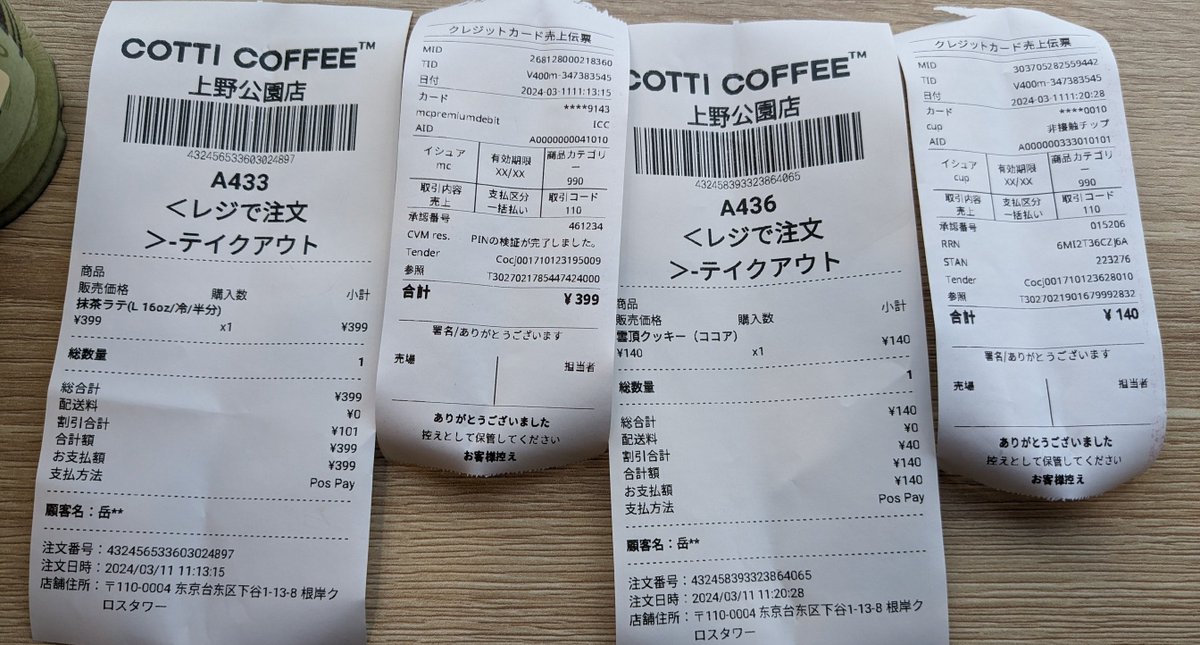 COTTI COFFEE™
上野公園店
432456533603024897
A433
<レジで注文
>-テイクアウト
商品
販売価格 購入数 小計
抹茶ラテ(L 16oz/冷/半分)
¥399 x1 ¥399
総数量 1
総合計 ¥399
配送料 ¥0
割引合計 ¥101
合計額 ¥399
お支払額 ¥399
支払方法 Pos Pay
顧客名：岳**
注文番号：432456533603024897
注文日時：2024/03/11 11:13:15
店舗住所：〒110-0004 东京台东区下谷1-13-8 根岸ク
ロスタワー
クレジットカード売上伝票
MID 268128000218360
TID V400m-347383545
日付 2024-03-1111:13:15
カード ****9143
mcpremiumdebit ICC
AID A0000000041010
イシュア 有効期限 商品カテゴリ
mc XX/XX ー
990
取引内容 支払区分 取引コード
売上 一括払い 110
承認番号 461234
CVM res. PINの検証が完了しました。
Tender Cocj001710123195009
参照 T3027021785447424000
合計 ¥399
署名/ありがとうございます
売場 担当者
ありがとうございました
控えとして保管してください
お客様控え
COTTI COFFEE™
上野公園店
432458393323864065
A436
<レジで注文
>-テイクアウト
商品
販売価格 購入数 小計
雲頂クッキー（ココア）
¥140 x1 ¥140
総数量 1
総合計 ¥140
配送料 ¥0
割引合計 ¥40
合計額 ¥140
お支払額 ¥140
支払方法 Pos Pay
顧客名：岳**
注文番号：432458393323864065
注文日時：2024/03/11 11:20:28
店舗住所：〒110-0004 东京台东区下谷1-13-8 根岸ク
ロスタワー
クレジットカード売上伝票
MID 303705282559442
TID V400m-347383545
日付 2024-03-1111:20:28
カード ****0010
cup 非接触チップ
AID A000000333010101
イシュア 有効期限 商品カテゴリ
cup XX/XX ー
990
取引内容 支払区分 取引コード
売上 一括払い 110
承認番号 015206
RRN 6MI2T36CZJ6A
STAN 223276
Tender Cocj001710123628010
参照 T3027021901679992832
合計 ¥140
署名/ありがとうございます
売場 担当者
ありがとうございました
控えとして保管してください
お客様控え